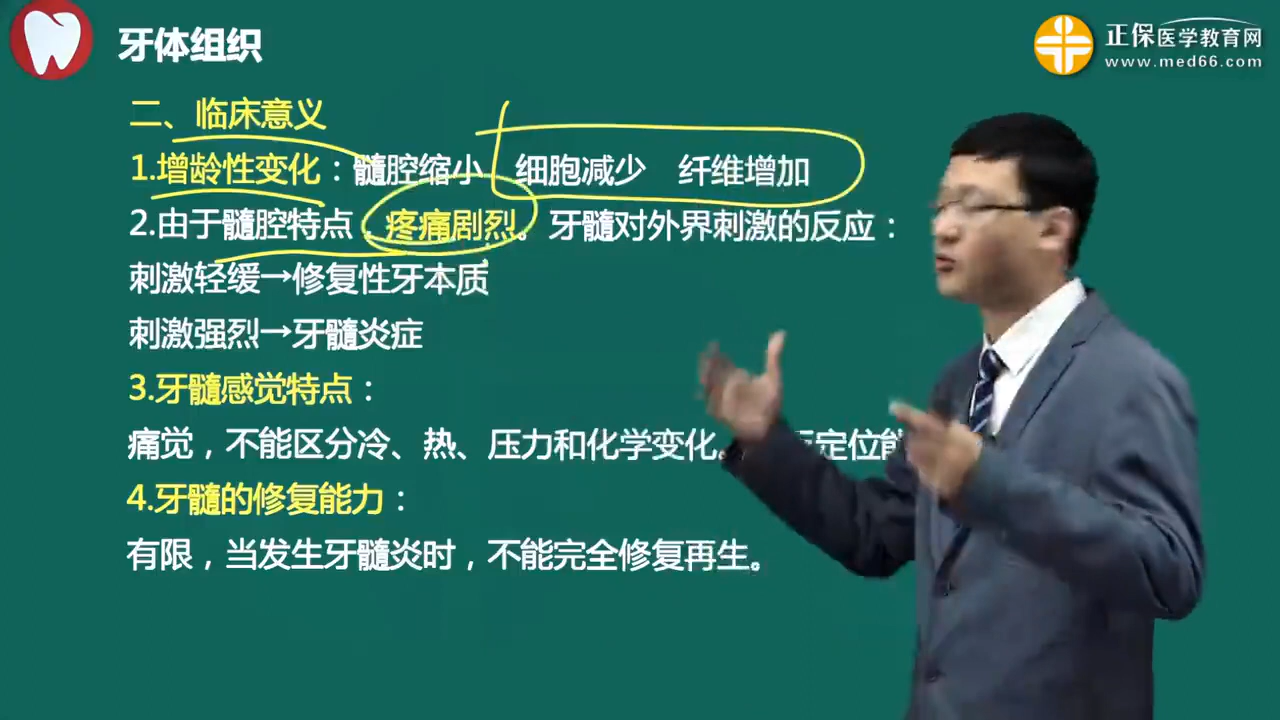 牙体组织
正保医学教育网
www.med66.com
二、临床意义
1.增龄性变化：髓腔缩小 细胞减少 纤维增加
2.由于髓腔特点，疼痛剧烈。牙髓对外界刺激的反应：
刺激轻缓→修复性牙本质
刺激强烈→牙髓炎症
3.牙髓感觉特点：
痛觉，不能区分冷、热、压力和化学变化。定位能
4.牙髓的修复能力：
有限，当发生牙髓炎时，不能完全修复再生。